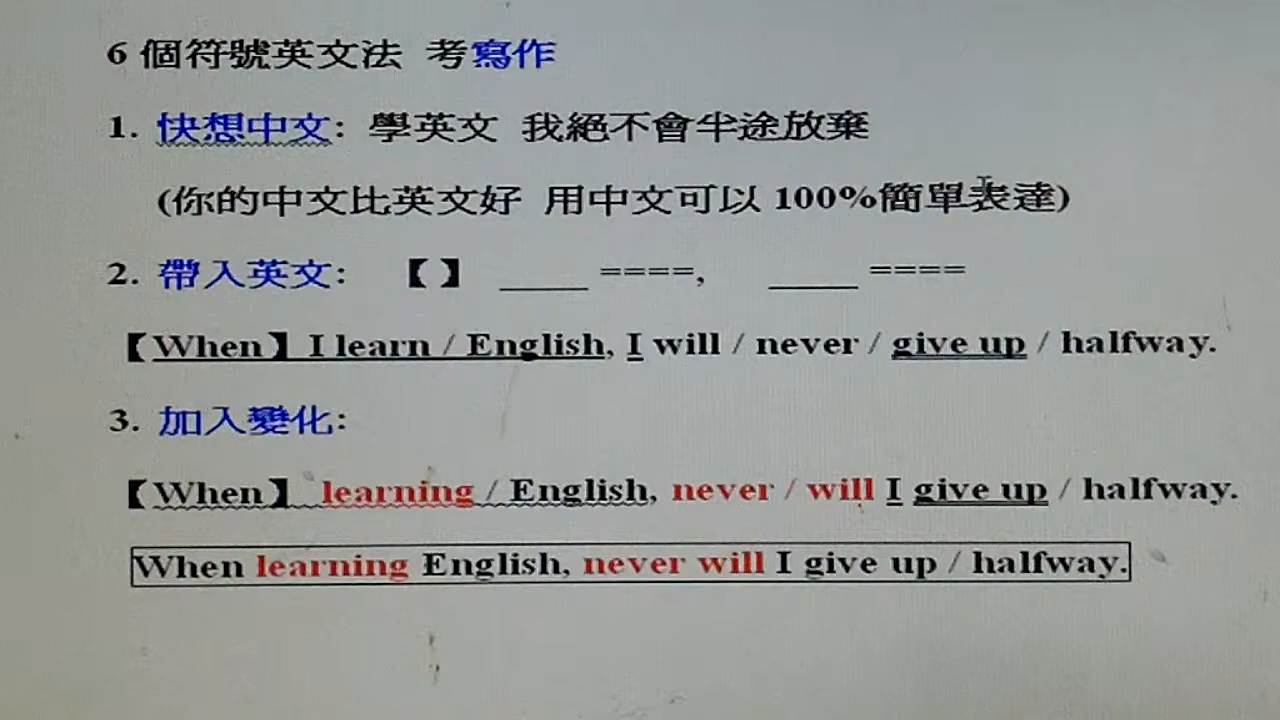 6 個符號英文法 考寫作
1. 快想中文: 學英文 我絕不會半途放棄
(你的中文比英文好 用中文可以 100%簡單表達)
2. 帶入英文: 【 】 ____ ====, ____ ====
【When】 I learn / English, I will / never / give up / halfway.
3. 加入變化:
【When】 learning / English, never / will I give up / halfway.
When learning English, never will I give up / halfway.